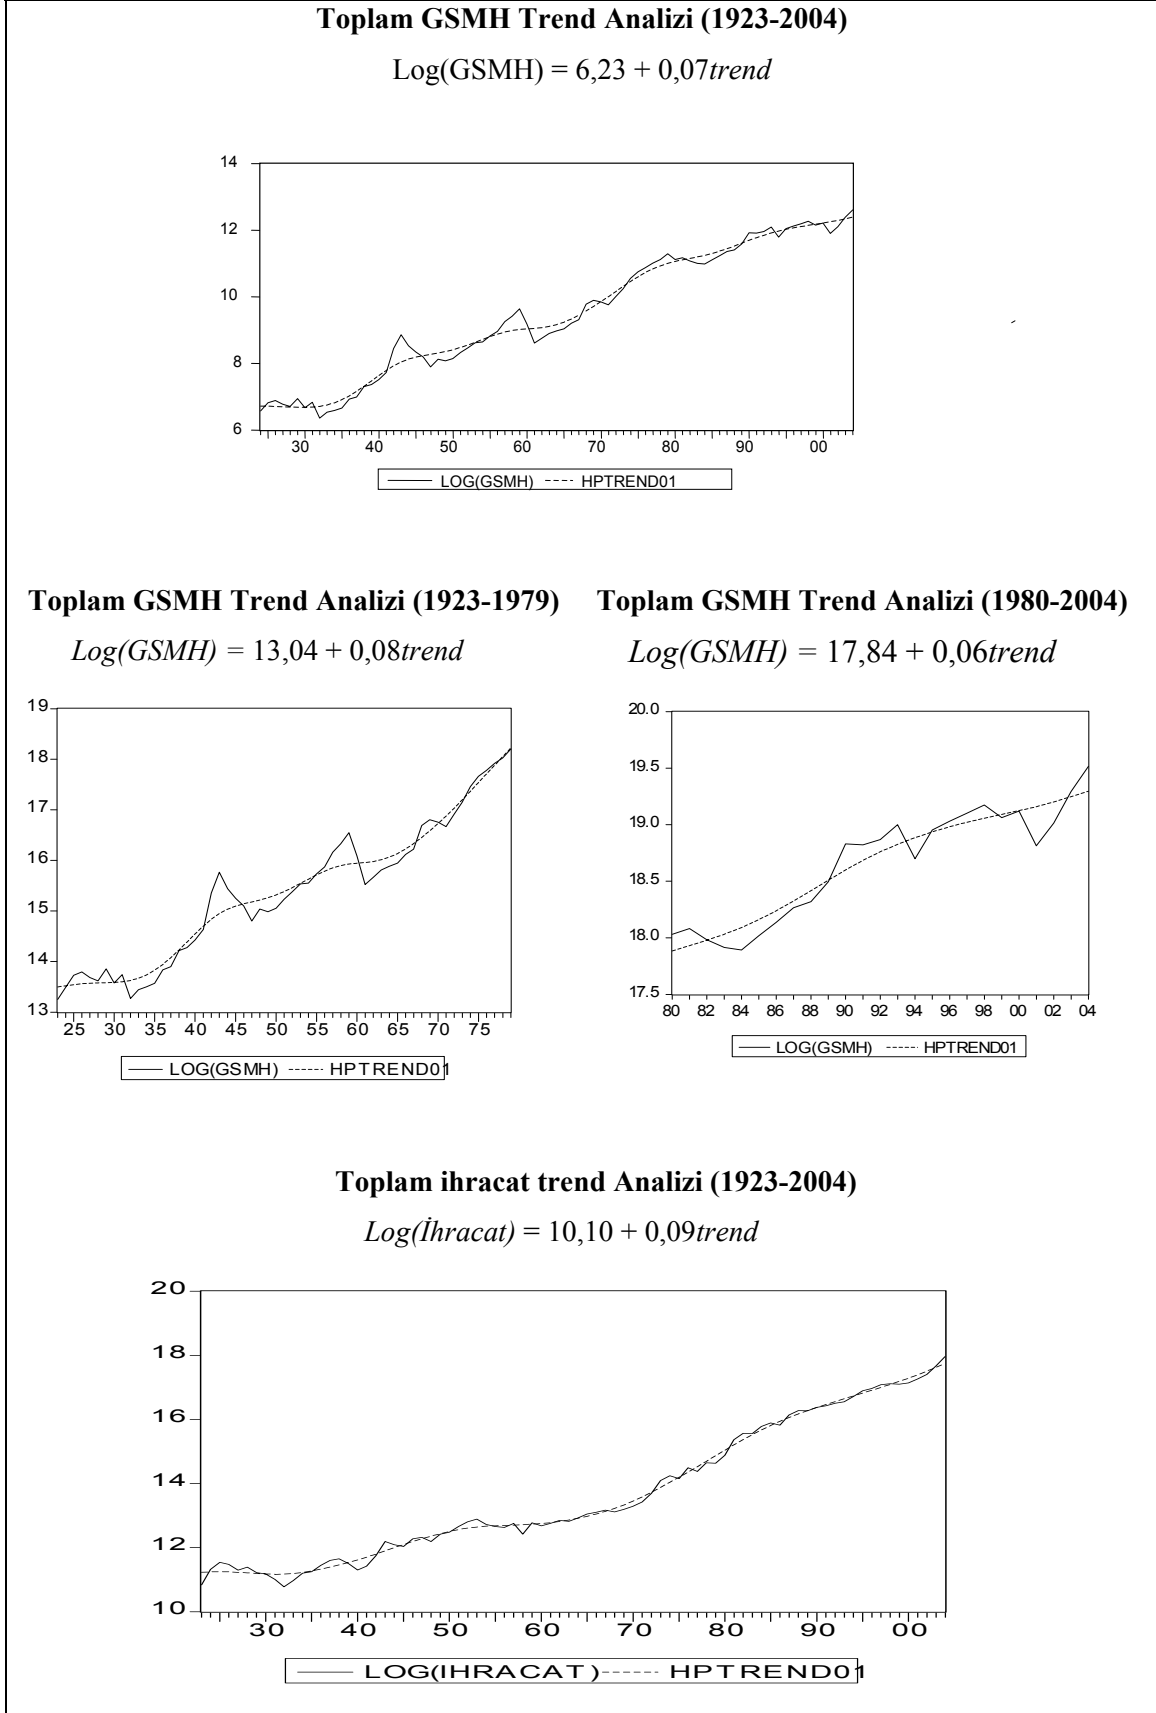 Toplam GSMH Trend Analizi (1923-2004)
Log(GSMH) = 6,23 + 0,07trend
14
12
10
8
6
30 40 50 60 70 80 90 00
LOG(GSMH) HPTREND01
Toplam GSMH Trend Analizi (1923-1979)
Log(GSMH) = 13,04 + 0,08trend
19
18
17
16
15
14
13
25 30 35 40 45 50 55 60 65 70 75
LOG(GSMH) HPTREND01
Toplam GSMH Trend Analizi (1980-2004)
Log(GSMH) = 17,84 + 0,06trend
20.0
19.5
19.0
18.5
18.0
17.5
80 82 84 86 88 90 92 94 96 98 00 02 04
LOG(GSMH) HPTREND01
Toplam ihracat trend Analizi (1923-2004)
Log(İhracat) = 10,10 + 0,09trend
20
18
16
14
12
10
30 40 50 60 70 80 90 00
LOG(IHRACAT) HPTREND01